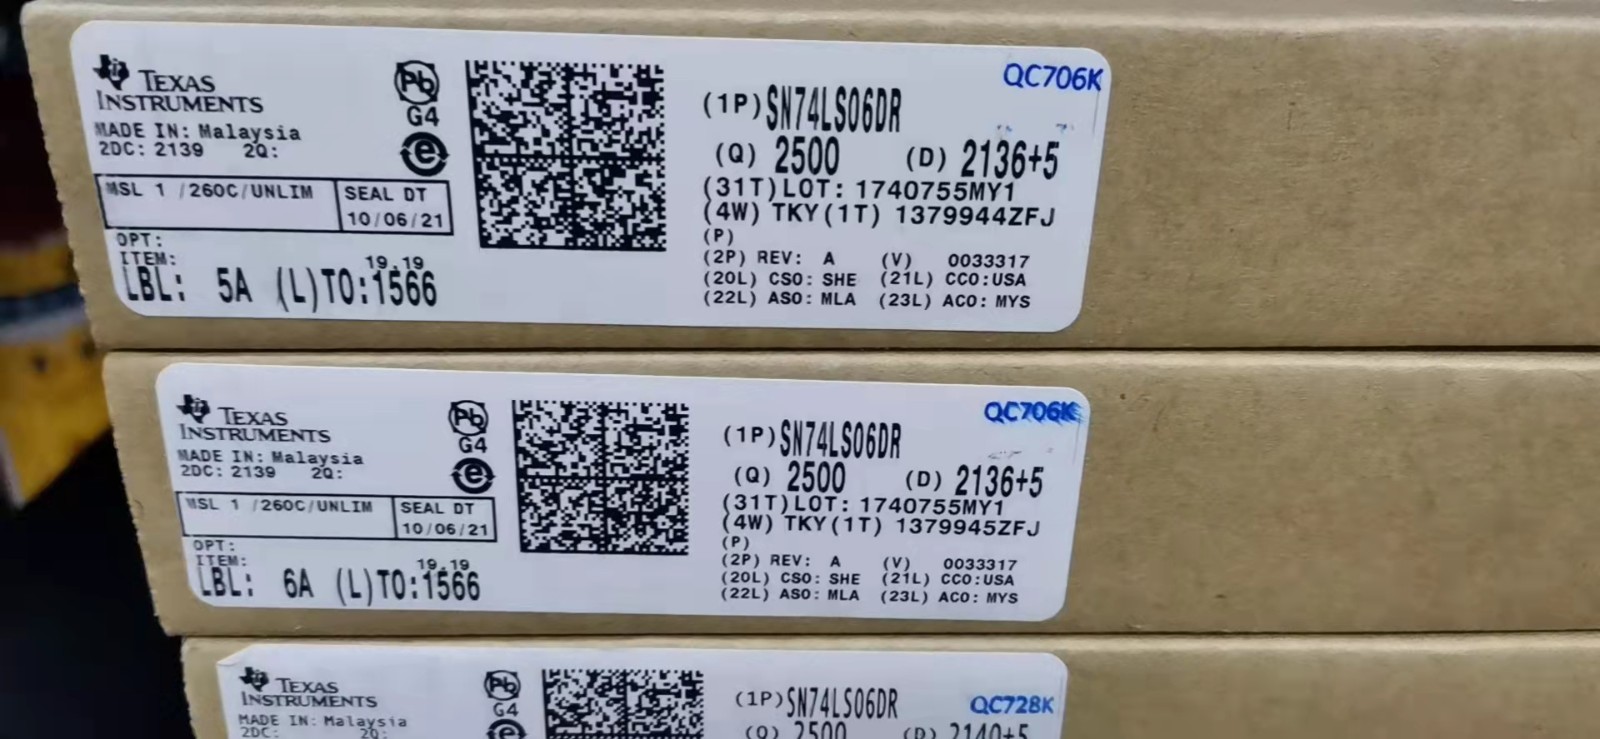 TEXAS
INSTRUMENTS
MADE IN: Malaysia
2DC: 2139 2Q:
MSL 1 /260C/UNLIM
SEAL DT
10/06/21
OPT:
ITEM:
19.19
LBL: 5A (L)TO:1566
Pb
G4
e
QC706K
(1P)SN74LS06DR
(Q) 2500 (D) 2136+5
(31T)LOT: 1740755MY1
(4W) TKY(1T) 1379944ZFJ
(P)
(2P) REV: A (V) 0033317
(20L) CSO: SHE (21L) CCO:USA
(22L) ASO: MLA (23L) ACO: MYS
TEXAS
INSTRUMENTS
MADE IN: Malaysia
2DC: 2139 2Q:
MSL 1 /260C/UNLIM
SEAL DT
10/06/21
OPT:
ITEM:
19.19
LBL: 6A (L)TO:1566
Pb
G4
e
QC706K
(1P)SN74LS06DR
(Q) 2500 (D) 2136+5
(31T)LOT: 1740755MY1
(4W) TKY(1T) 1379945ZFJ
(P)
(2P) REV: A (V) 0033317
(20L) CSO: SHE (21L) CCO:USA
(22L) ASO: MLA (23L) ACO: MYS
TEXAS
INSTRUMENTS
MADE IN: Malaysia
2DC: 2Q:
Pb
G4
e
QC728K
(1P)SN74LS06DR
(Q) 2500 (D) 2140+5